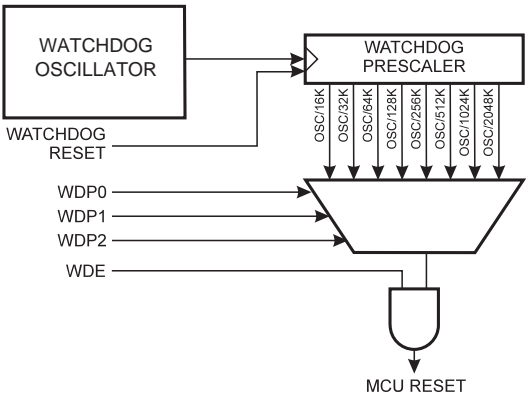 WATCHDOG
OSCILLATOR
WATCHDOG
PRESCALER
OSC/16K
OSC/32K
OSC/64K
OSC/128K
OSC/256K
OSC/512K
OSC/1024K
OSC/2048K
WATCHDOG
RESET
WDP0
WDP1
WDP2
WDE
MCU RESET